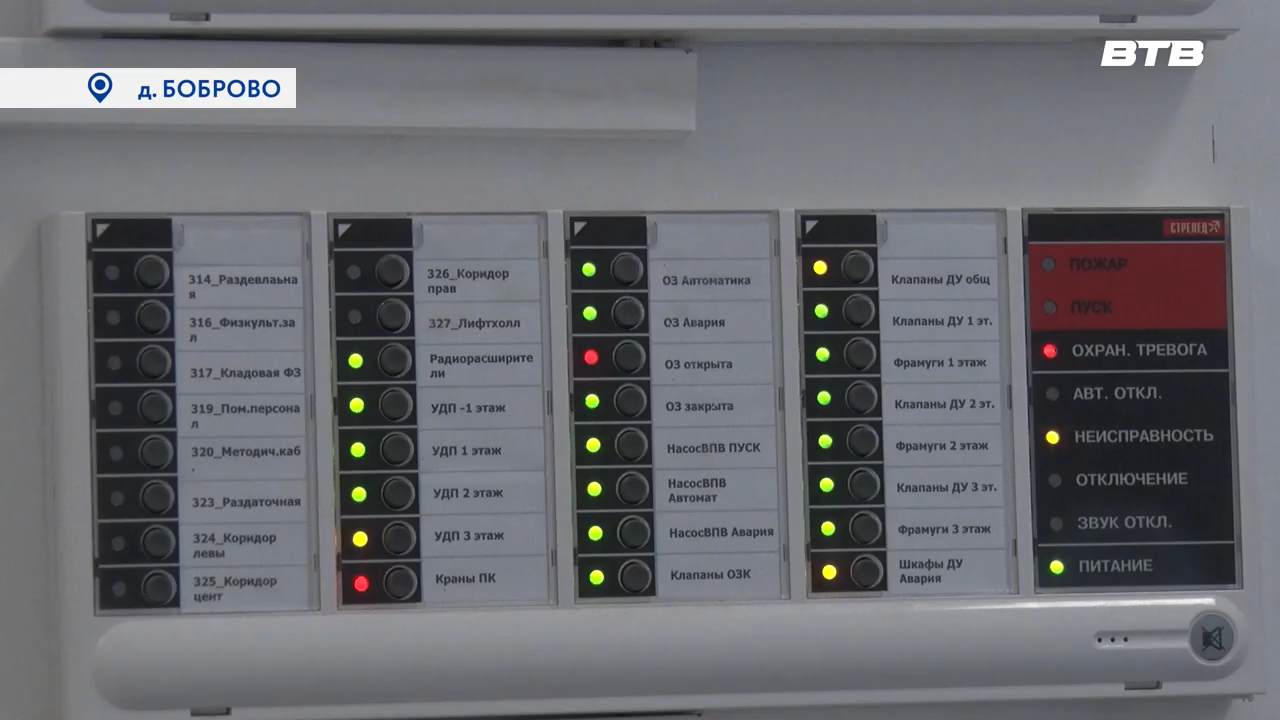 ВТВ
д. БОБРОВО
314_Раздевлаьна
я
316_Физкульт.за
л
317_Кладовая ФЗ
319_Пом.персона
л
320_Методич.каб
.
323_Раздаточная
324_Коридор
левы
325_Коридор
цент
326_Коридор
прав
327_Лифтхолл
Радиорасширите
ли
УДП -1 этаж
УДП 1 этаж
УДП 2 этаж
УДП 3 этаж
Краны ПК
ОЗ Автоматика
ОЗ Авария
ОЗ открыта
ОЗ закрыта
НасосВПВ ПУСК
НасосВПВ
Автомат
НасосВПВ Авария
Клапаны ОЗК
Клапаны ДУ общ
Клапаны ДУ 1 эт.
Фрамуги 1 этаж
Клапаны ДУ 2 эт.
Фрамуги 2 этаж
Клапаны ДУ 3 эт.
Фрамуги 3 этаж
Шкафы ДУ
Авария
СТРЕЛЕЦ
ПОЖАР
ПУСК
ОХРАН. ТРЕВОГА
АВТ. ОТКЛ.
НЕИСПРАВНОСТЬ
ОТКЛЮЧЕНИЕ
ЗВУК ОТКЛ.
ПИТАНИЕ